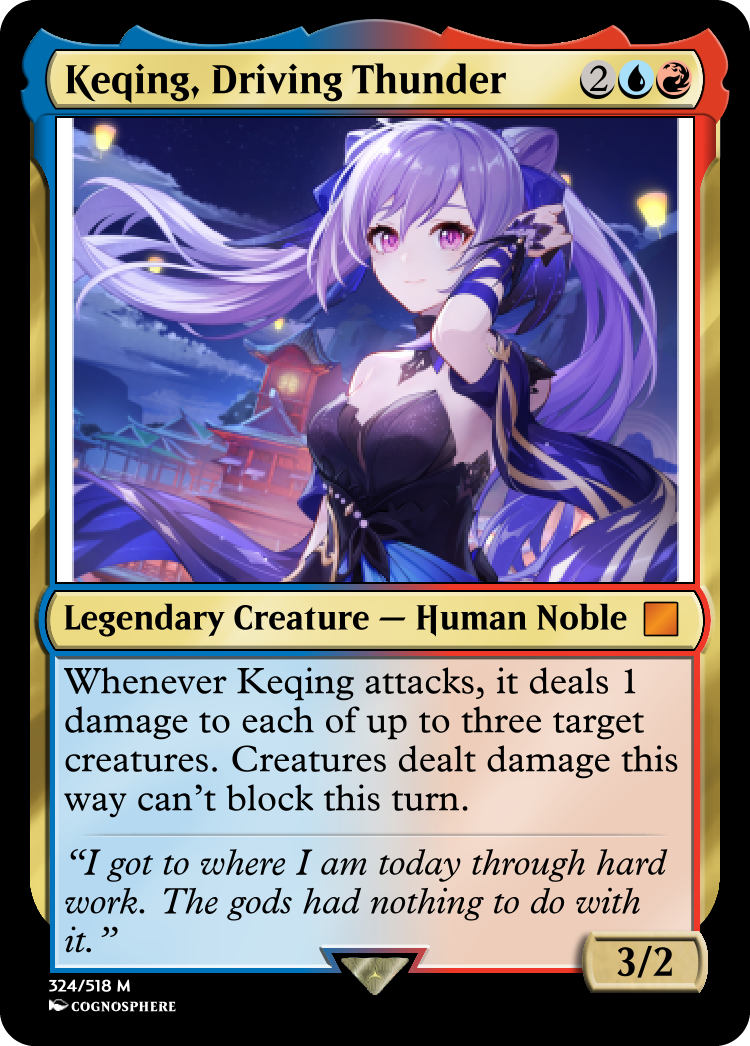 Keqing, Driving Thunder 2
Legendary Creature — Human Noble
Whenever Keqing attacks, it deals 1
damage to each of up to three target
creatures. Creatures dealt damage this
way can’t block this turn.
“I got to where I am today through hard
work. The gods had nothing to do with
it.”
3/2
324/518 M
COGNOSPHERE